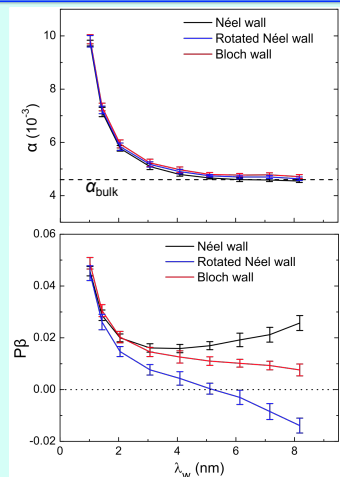 Néel wall
Rotated Néel wall
Bloch wall
10
8
6
4
α (10⁻³)
α_bulk
0.06
0.04
0.02
0.00
-0.02
Pβ
Néel wall
Rotated Néel wall
Bloch wall
0 2 4 6 8 10
λ_w (nm)